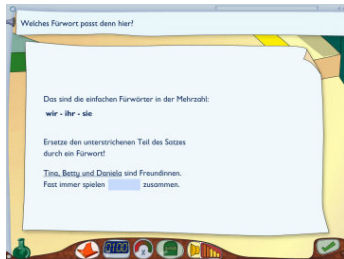 Welches Fürwort passt denn hier?
Das sind die einfachen Fürwörter in der Mehrzahl:
wir - ihr - sie
Ersetze den unterstrichenen Teil des Satzes
durch ein Fürwort!
Tina, Betty und Daniela sind Freundinnen.
Fast immer spielen zusammen.